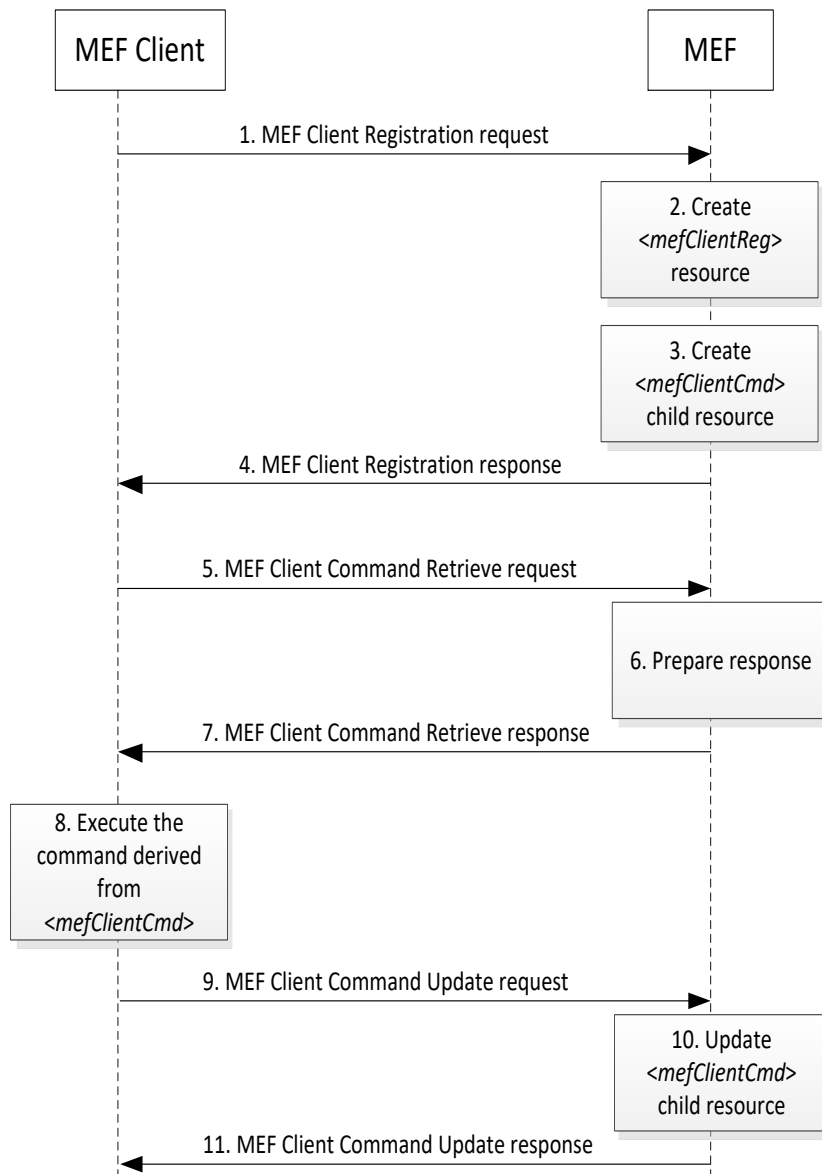 MEF Client
MEF
1. MEF Client Registration request
2. Create
<mefClientReg>
resource
3. Create
<mefClientCmd>
child resource
4. MEF Client Registration response
5. MEF Client Command Retrieve request
6. Prepare response
7. MEF Client Command Retrieve response
8. Execute the
command derived
from
<mefClientCmd>
9. MEF Client Command Update request
10. Update
<mefClientCmd>
child resource
11. MEF Client Command Update response